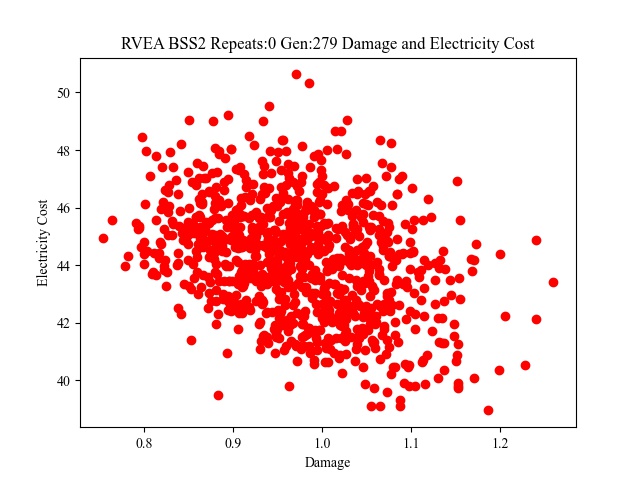 RVEA BSS2 Repeats:0 Gen:279 Damage and Electricity Cost
50
48
46
44
42
40
Electricity Cost
0.8 0.9 1.0 1.1 1.2
Damage